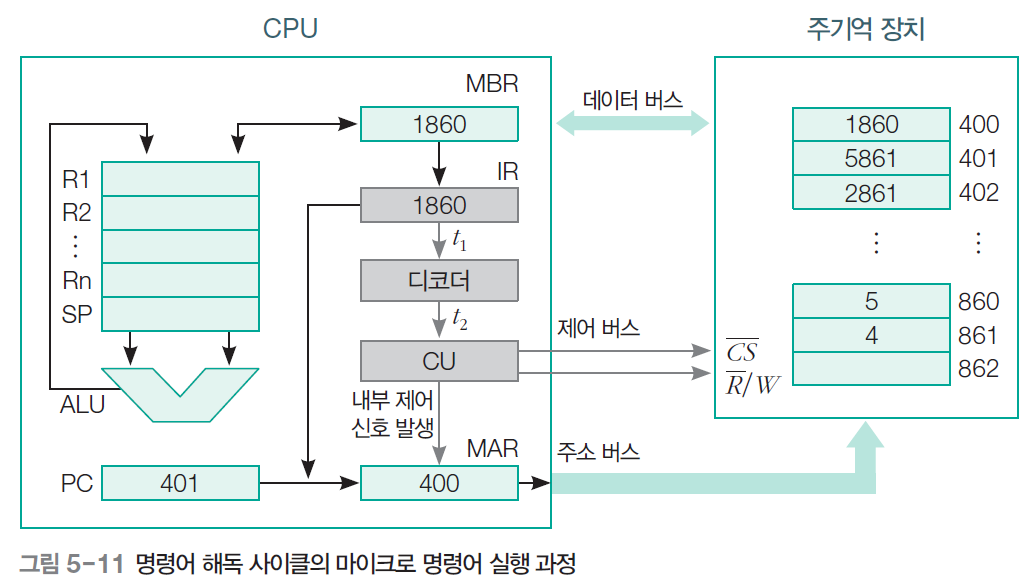 CPU
주기억 장치
MBR
1860
데이터 버스
1860 400
5861 401
2861 402
⋮ ⋮
5 860
4 861
862
IR
1860
R1
R2
⋮
Rn
SP
t1
디코더
t2
CU
제어 버스
C̅S̅
R̅/W
ALU
내부 제어
신호 발생
MAR
주소 버스
PC 401
400
그림 5-11 명령어 해독 사이클의 마이크로 명령어 실행 과정